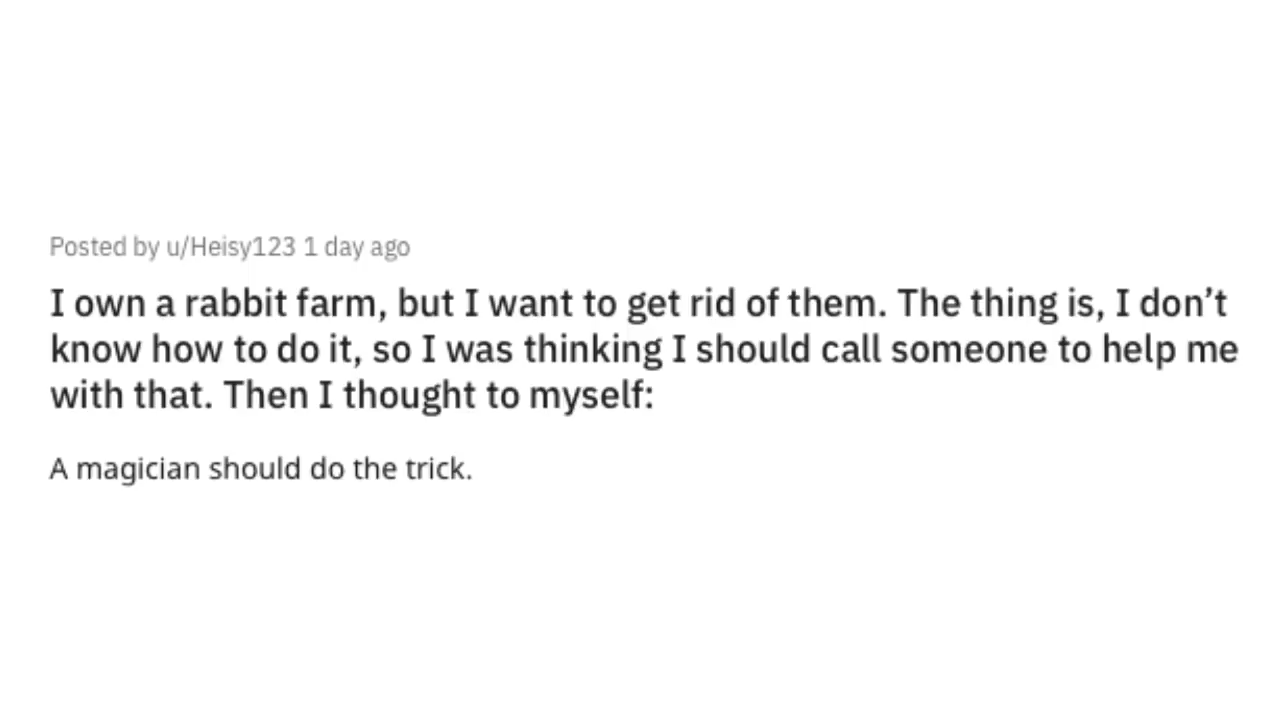 Posted by u/Heisy123 1 day ago
I own a rabbit farm, but I want to get rid of them. The thing is, I don’t
know how to do it, so I was thinking I should call someone to help me
with that. Then I thought to myself:
A magician should do the trick.